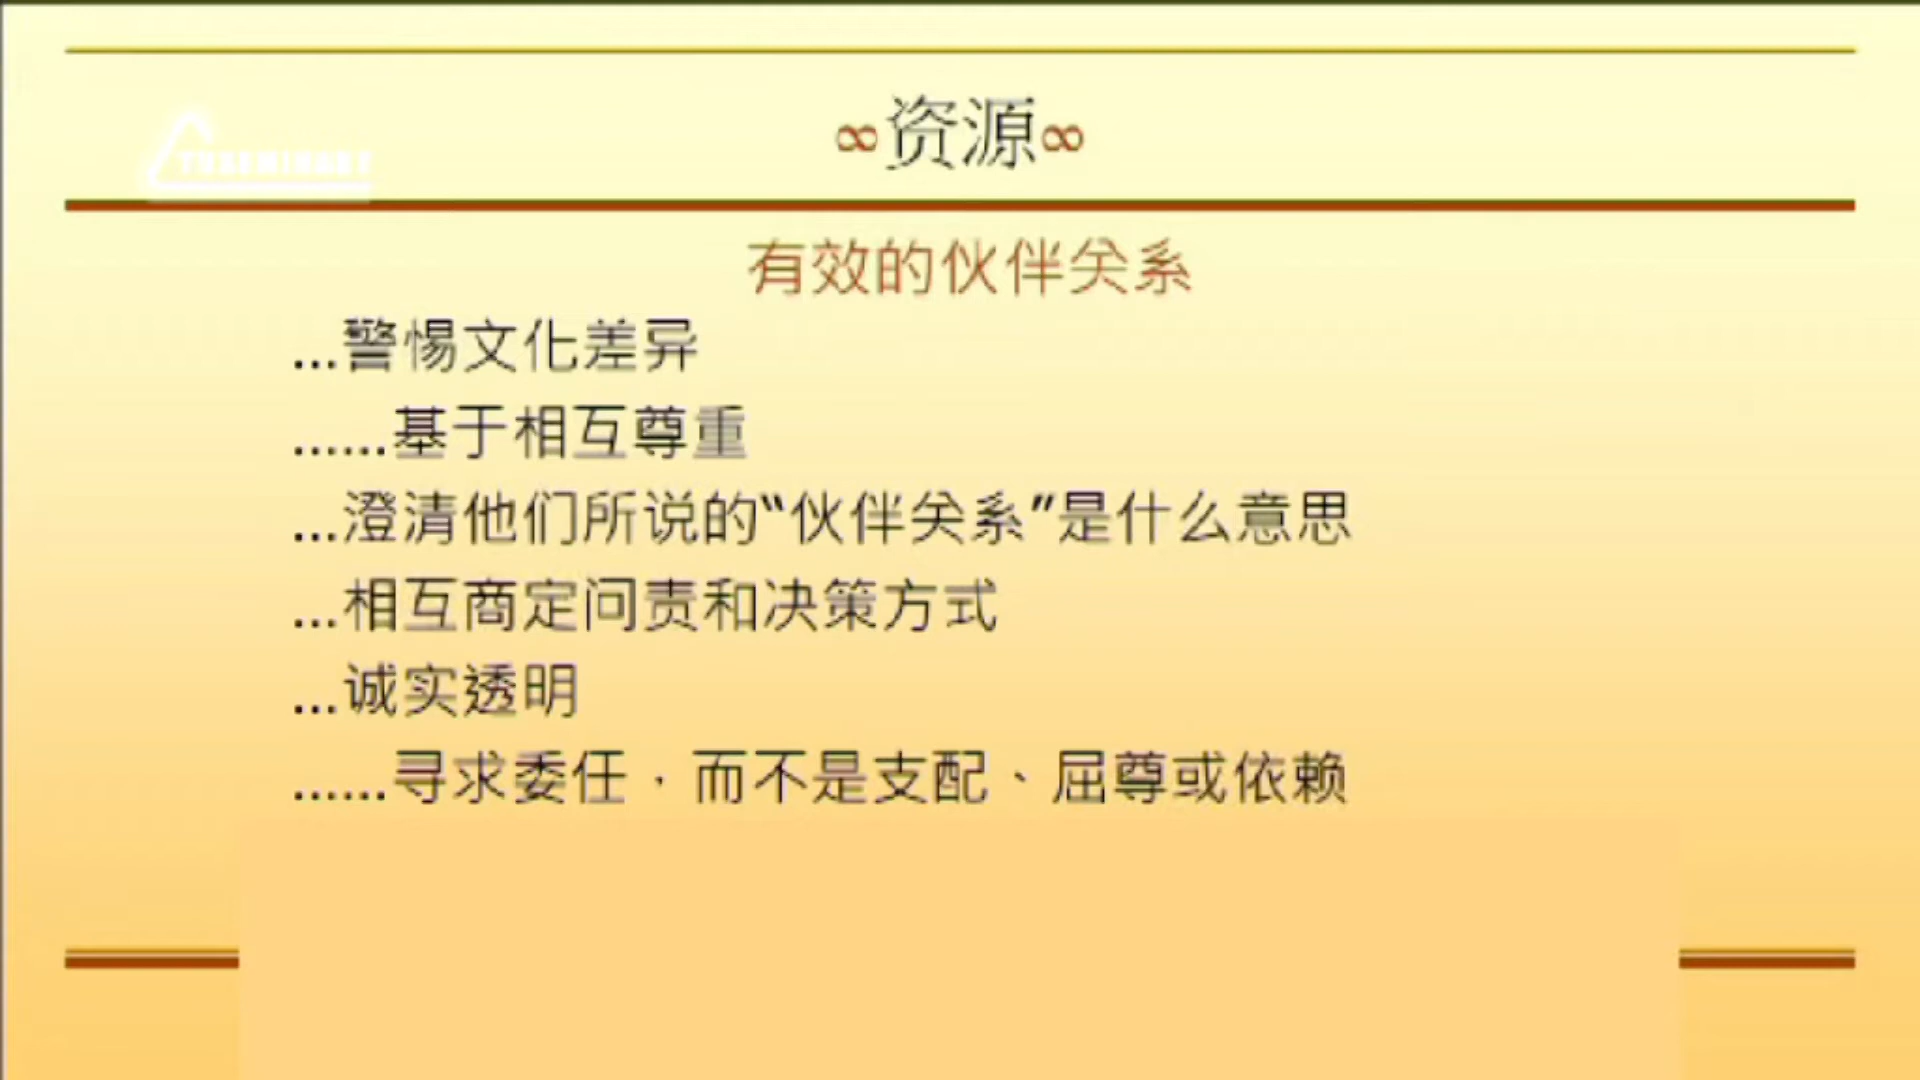 ∞资源∞
有效的伙伴关系
...警惕文化差异
......基于相互尊重
...澄清他们所说的“伙伴关系”是什么意思
...相互商定问责和决策方式
...诚实透明
......寻求委任，而不是支配、屈尊或依赖